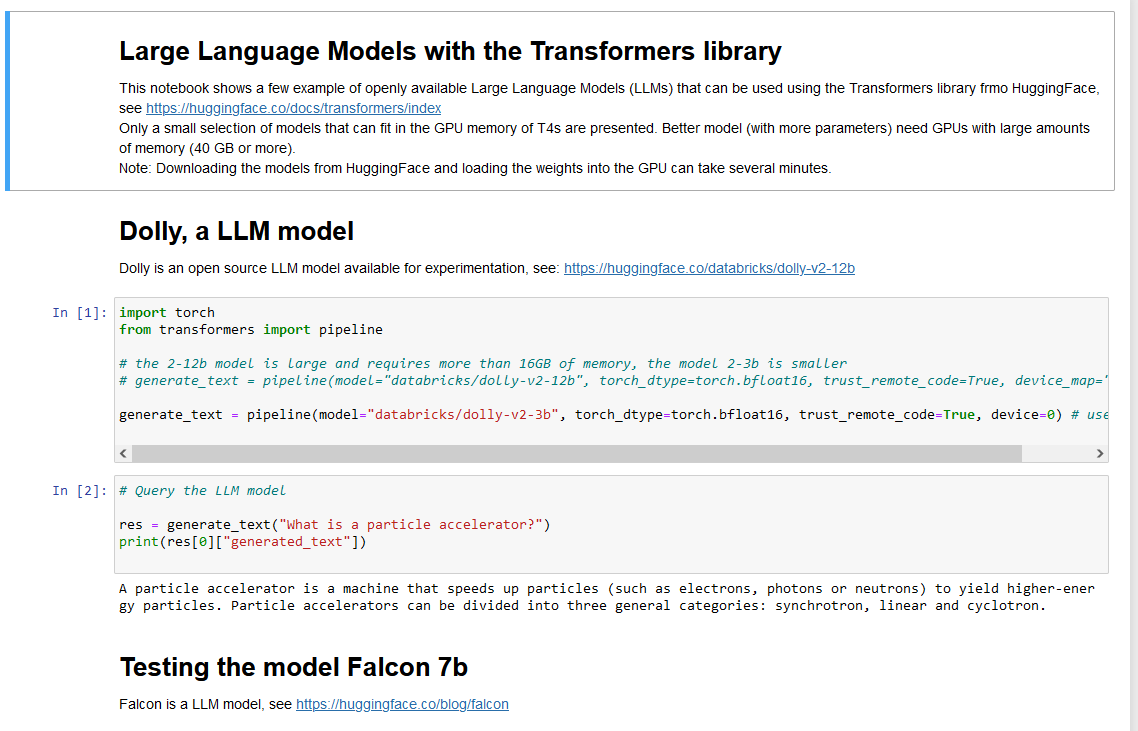 Large Language Models with the Transformers library
This notebook shows a few example of openly available Large Language Models (LLMs) that can be used using the Transformers library frmo HuggingFace,
see https://huggingface.co/docs/transformers/index
Only a small selection of models that can fit in the GPU memory of T4s are presented. Better model (with more parameters) need GPUs with large amounts
of memory (40 GB or more).
Note: Downloading the models from HuggingFace and loading the weights into the GPU can take several minutes.
Dolly, a LLM model
Dolly is an open source LLM model available for experimentation, see: https://huggingface.co/databricks/dolly-v2-12b
In [1]: import torch
from transformers import pipeline
# the 2-12b model is large and requires more than 16GB of memory, the model 2-3b is smaller
# generate_text = pipeline(model="databricks/dolly-v2-12b", torch_dtype=torch.bfloat16, trust_remote_code=True, device_map="
generate_text = pipeline(model="databricks/dolly-v2-3b", torch_dtype=torch.bfloat16, trust_remote_code=True, device=0) # use
In [2]: # Query the LLM model
res = generate_text("What is a particle accelerator?")
print(res[0]["generated_text"])
A particle accelerator is a machine that speeds up particles (such as electrons, photons or neutrons) to yield higher-ener
gy particles. Particle accelerators can be divided into three general categories: synchrotron, linear and cyclotron.
Testing the model Falcon 7b
Falcon is a LLM model, see https://huggingface.co/blog/falcon